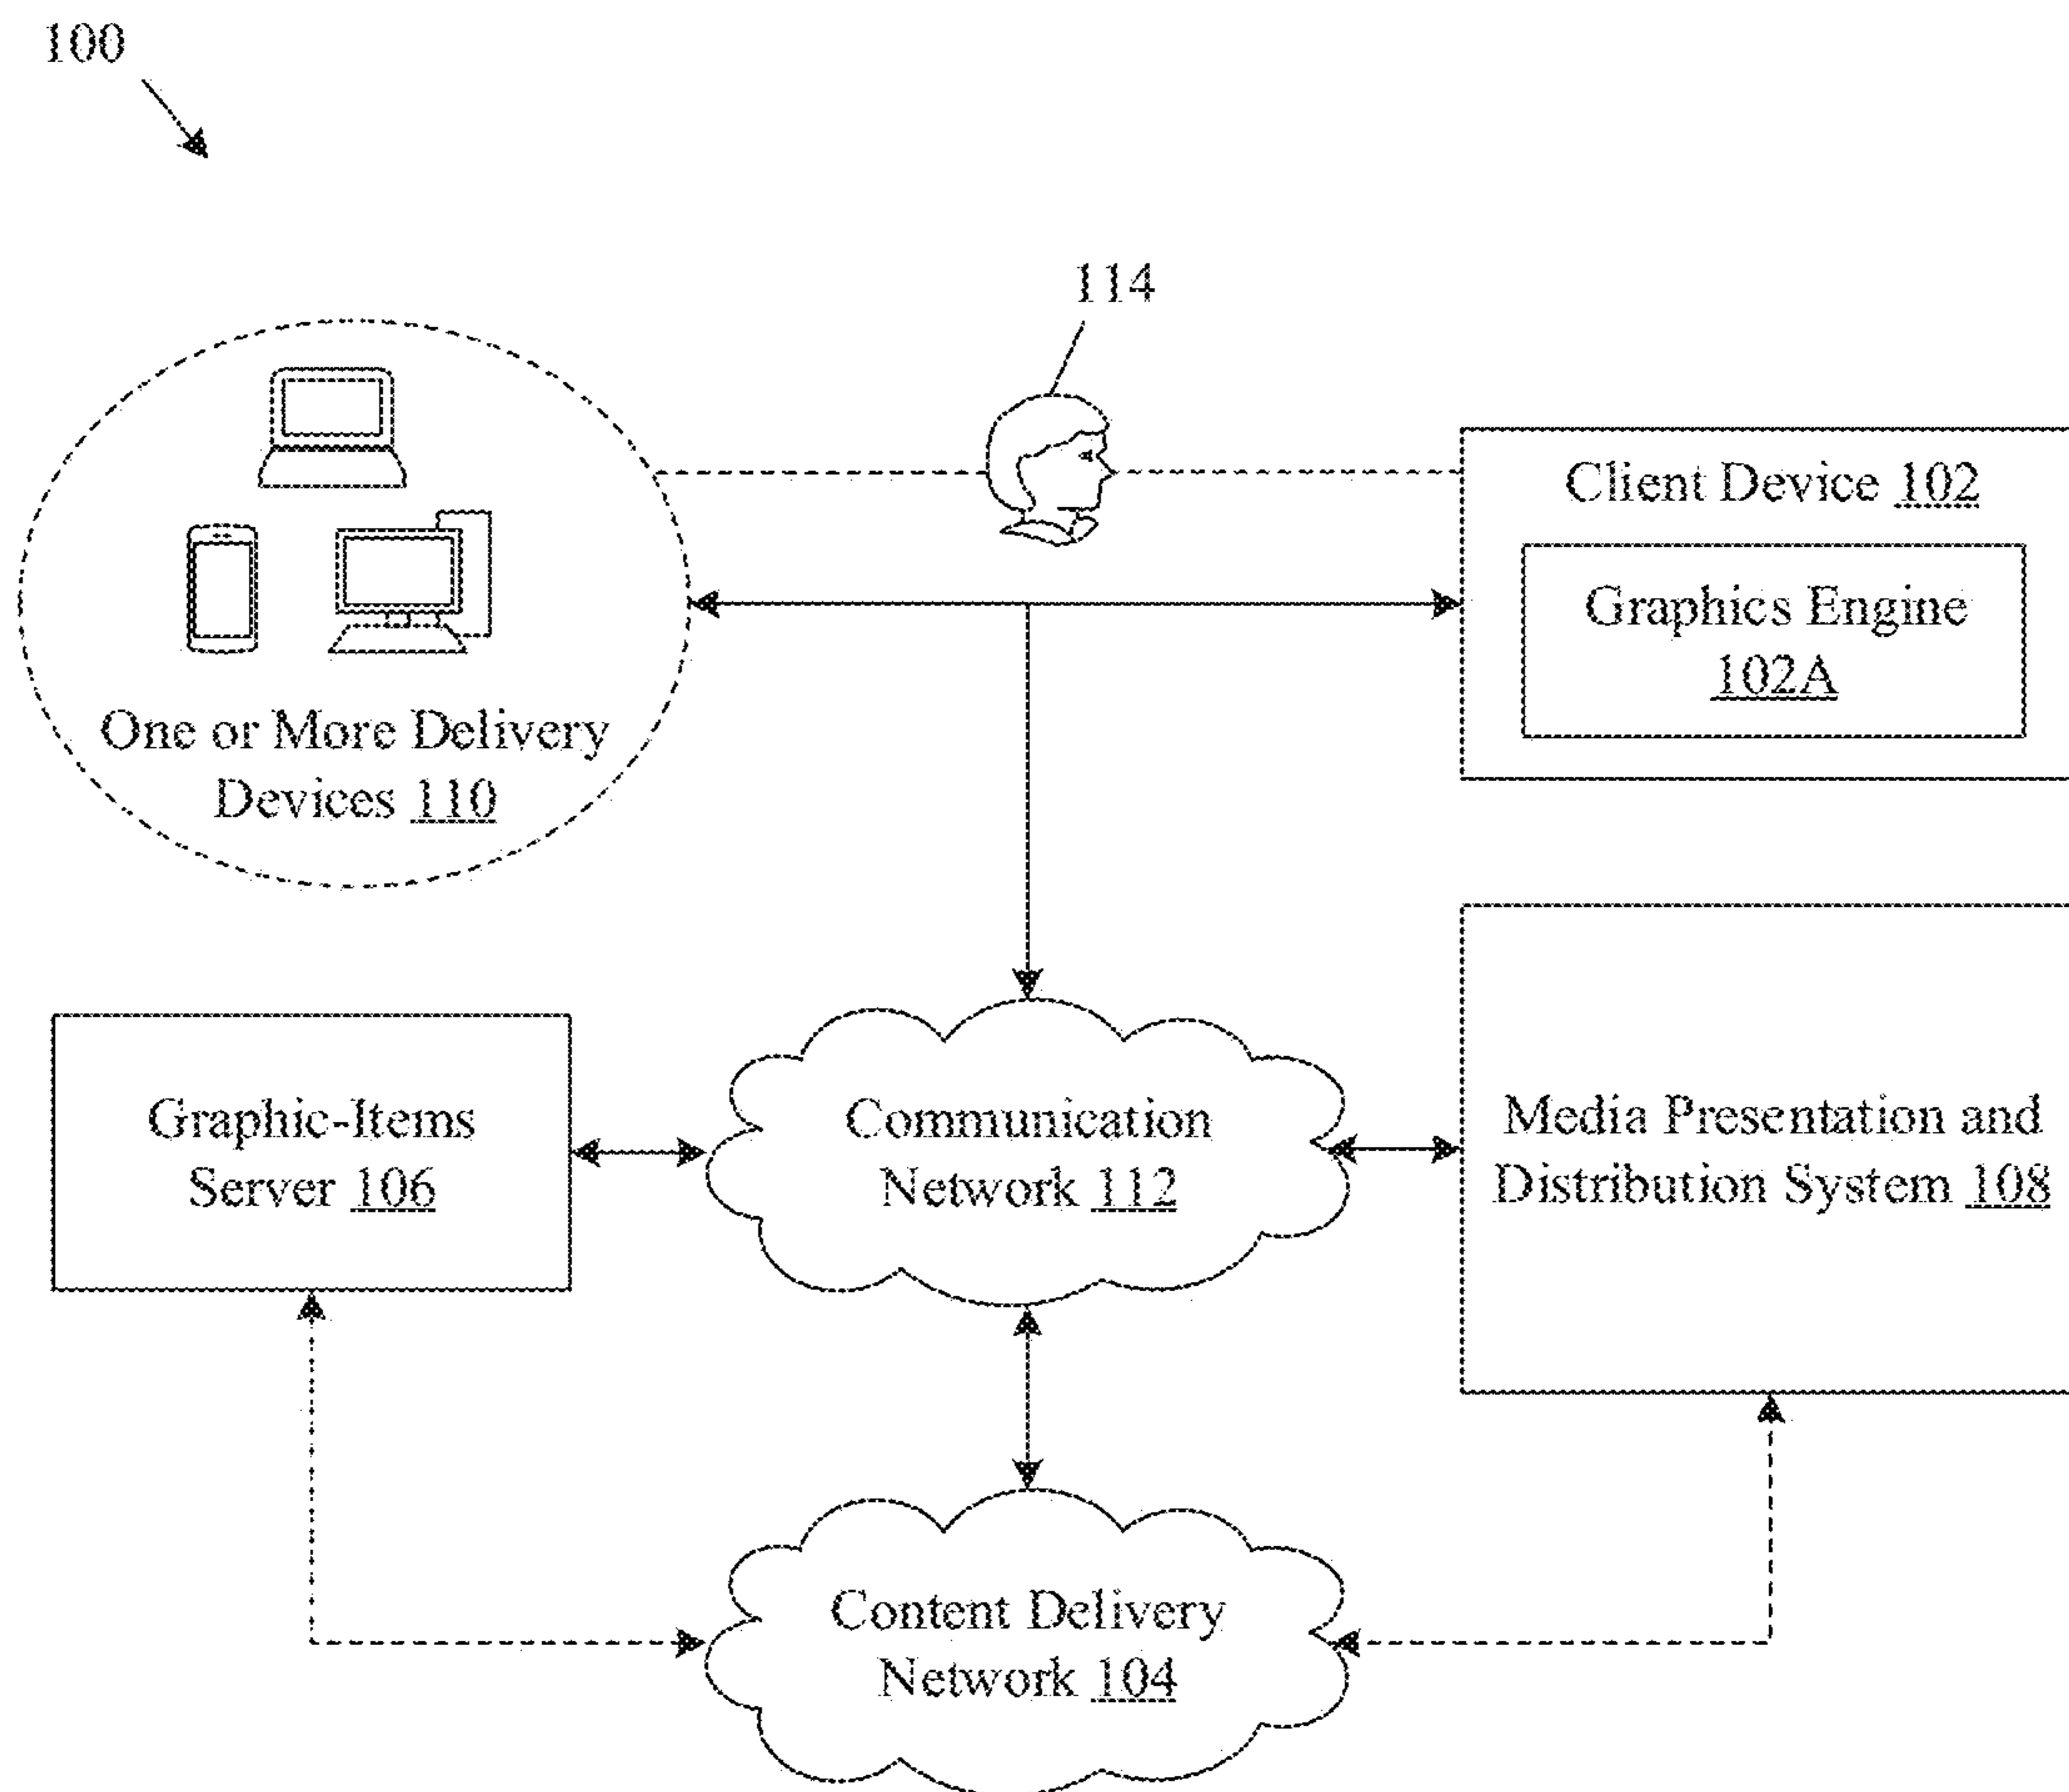 100
114
Client Device 102
Graphics Engine
102A
One or More Delivery
Devices 110
Graphic-Items
Server 106
Communication
Network 112
Media Presentation and
Distribution System 108
Content Delivery
Network 104